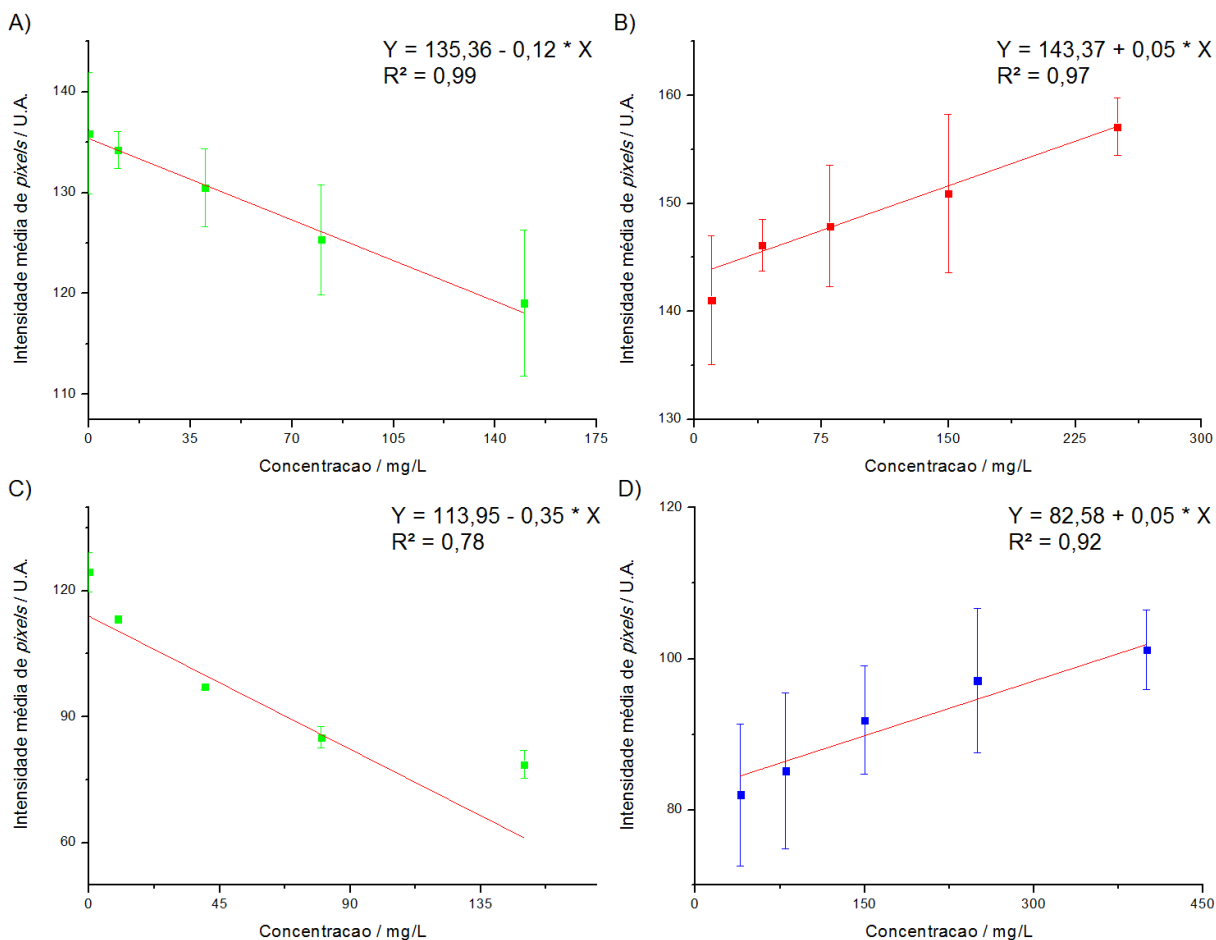 A)
Y = 135,36 - 0,12 * X
R² = 0,99
Intensidade média de pixels / U.A.
140
130
120
110
0 35 70 105 140 175
Concentracao / mg/L
B)
Y = 143,37 + 0,05 * X
R² = 0,97
Intensidade média de pixels / U.A.
160
150
140
130
0 75 150 225 300
Concentracao / mg/L
C)
Y = 113,95 - 0,35 * X
R² = 0,78
Intensidade média de pixels / U.A.
120
90
60
0 45 90 135
Concentracao / mg/L
D)
Y = 82,58 + 0,05 * X
R² = 0,92
Intensidade média de pixels / U.A.
120
100
80
0 150 300 450
Concentracao / mg/L